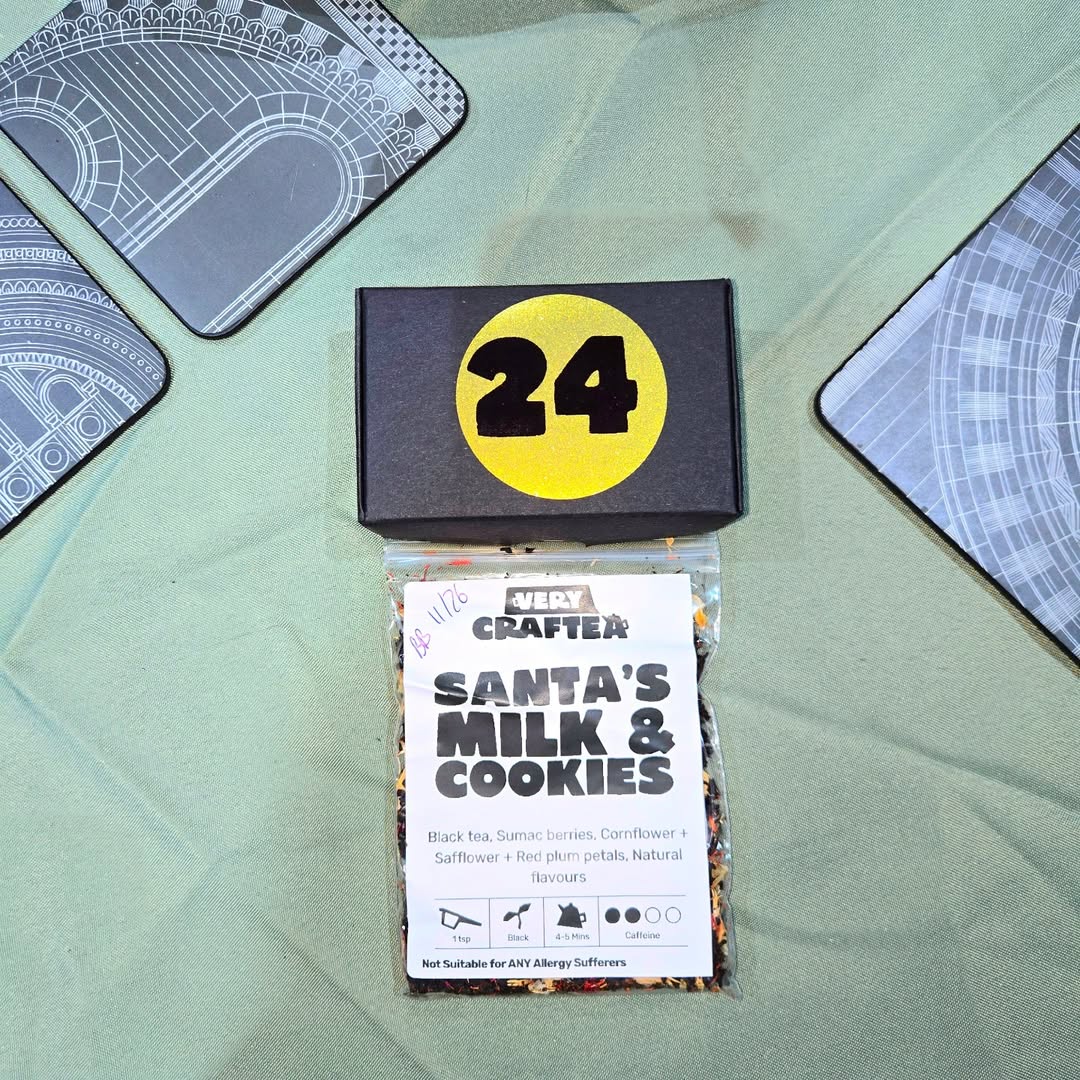 24
BB 11/26
VERY
CRAFTEA
SANTA'S
MILK &
COOKIES
Black tea, Sumac berries, Cornflower +
Safflower + Red plum petals, Natural
flavours
1 tsp
Black
4-5 Mins
Caffeine
Not Suitable for ANY Allergy Sufferers